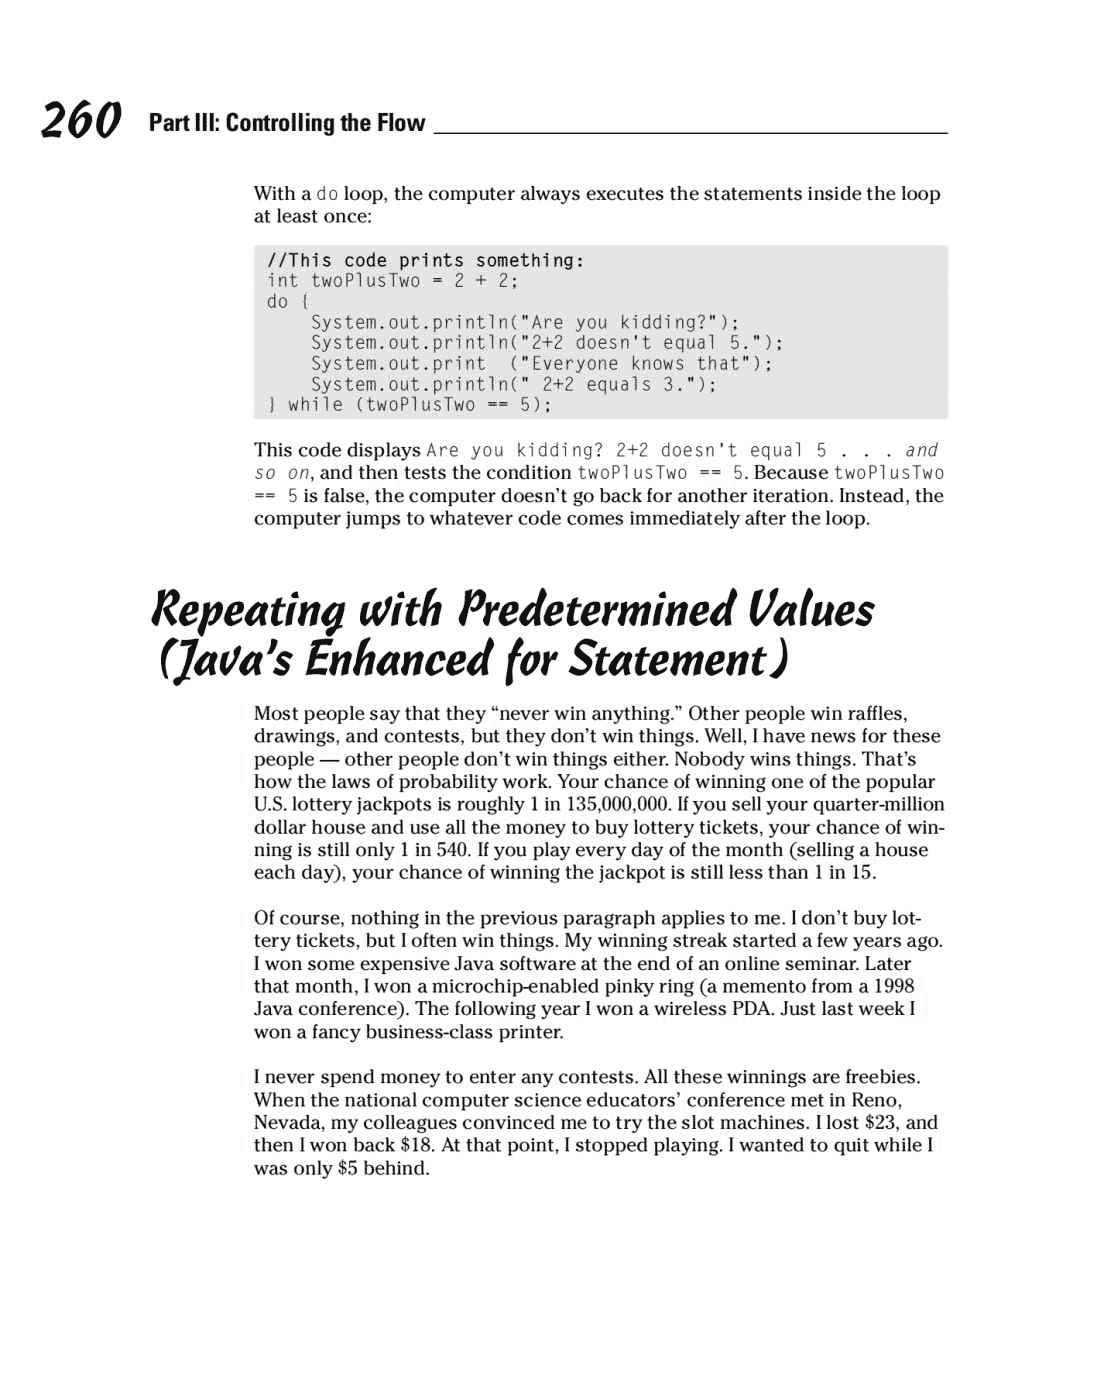 260 Part III: Controlling the Flow
With a do loop, the computer always executes the statements inside the loop
at least once:
//This code prints something:
int twoPlusTwo = 2 + 2;
do {
    System.out.println("Are you kidding?");
    System.out.println("2+2 doesn't equal 5.");
    System.out.print  ("Everyone knows that");
    System.out.println(" 2+2 equals 3.");
} while (twoPlusTwo == 5);
This code displays Are you kidding? 2+2 doesn't equal 5 . . . and
so on, and then tests the condition twoPlusTwo == 5. Because twoPlusTwo
== 5 is false, the computer doesn’t go back for another iteration. Instead, the
computer jumps to whatever code comes immediately after the loop.
Repeating with Predetermined Values
(Java’s Enhanced for Statement)
Most people say that they “never win anything.” Other people win raffles,
drawings, and contests, but they don’t win things. Well, I have news for these
people — other people don’t win things either. Nobody wins things. That’s
how the laws of probability work. Your chance of winning one of the popular
U.S. lottery jackpots is roughly 1 in 135,000,000. If you sell your quarter-million
dollar house and use all the money to buy lottery tickets, your chance of win-
ning is still only 1 in 540. If you play every day of the month (selling a house
each day), your chance of winning the jackpot is still less than 1 in 15.
Of course, nothing in the previous paragraph applies to me. I don’t buy lot-
tery tickets, but I often win things. My winning streak started a few years ago.
I won some expensive Java software at the end of an online seminar. Later
that month, I won a microchip-enabled pinky ring (a memento from a 1998
Java conference). The following year I won a wireless PDA. Just last week I
won a fancy business-class printer.
I never spend money to enter any contests. All these winnings are freebies.
When the national computer science educators’ conference met in Reno,
Nevada, my colleagues convinced me to try the slot machines. I lost $23, and
then I won back $18. At that point, I stopped playing. I wanted to quit while I
was only $5 behind.